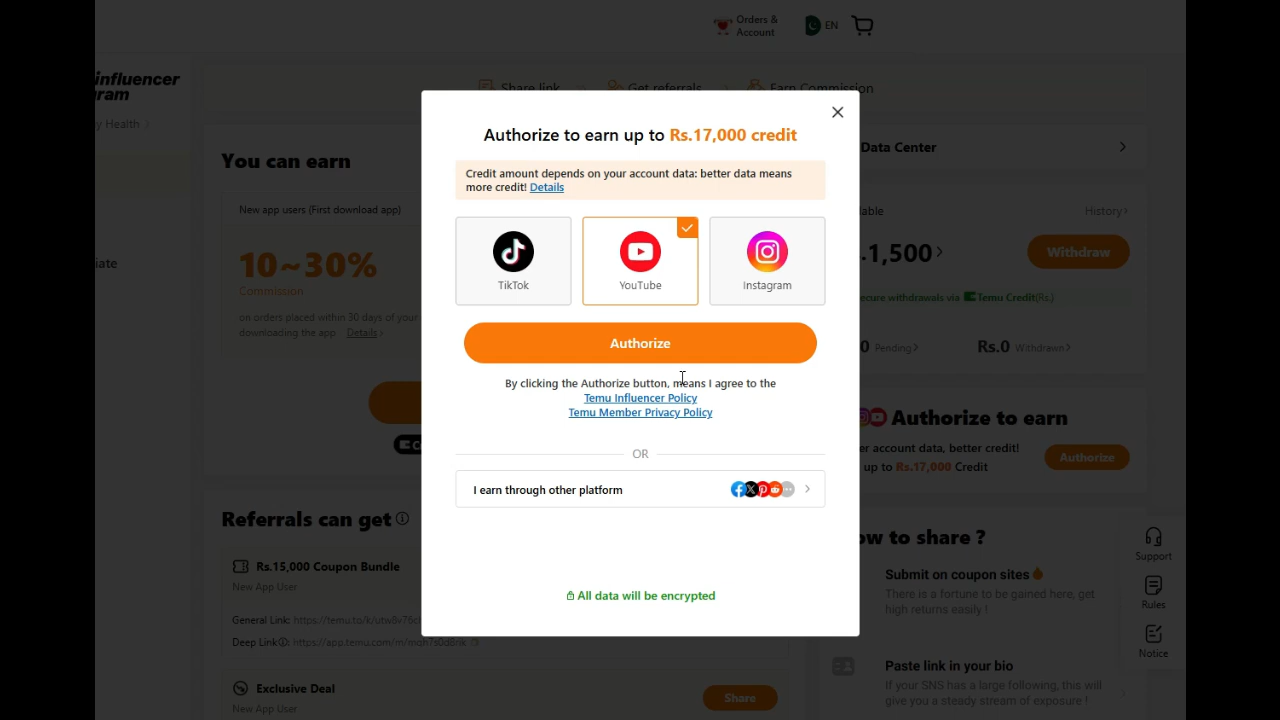 Orders &
Account
EN
influencer
ram
y Health
Share link
Get referrals
Earn Commission
You can earn
New app users (First download app)
10~30%
Commission
on orders placed within 30 days of your
downloading the app Details
iate
Data Center
lable
History
1,500
Withdraw
ecure withdrawals via Temu Credit(Rs.)
0 Pending
Rs.0 Withdrawn
Authorize to earn
er account data, better credit!
up to Rs.17,000 Credit
Authorize
Authorize to earn up to Rs.17,000 credit
Credit amount depends on your account data: better data means
more credit! Details
TikTok
YouTube
Instagram
Authorize
By clicking the Authorize button, means I agree to the
Temu Influencer Policy
Temu Member Privacy Policy
OR
I earn through other platform
All data will be encrypted
Referrals can get
Rs.15,000 Coupon Bundle
New App User
General Link:
Deep Link
Exclusive Deal
New App User
Share
ow to share ?
Submit on coupon sites
There is a fortune to be gained here, get
high returns easily !
Paste link in your bio
If your SNS has a large following, this will
give you a steady stream of exposure !
Support
Rules
Notice